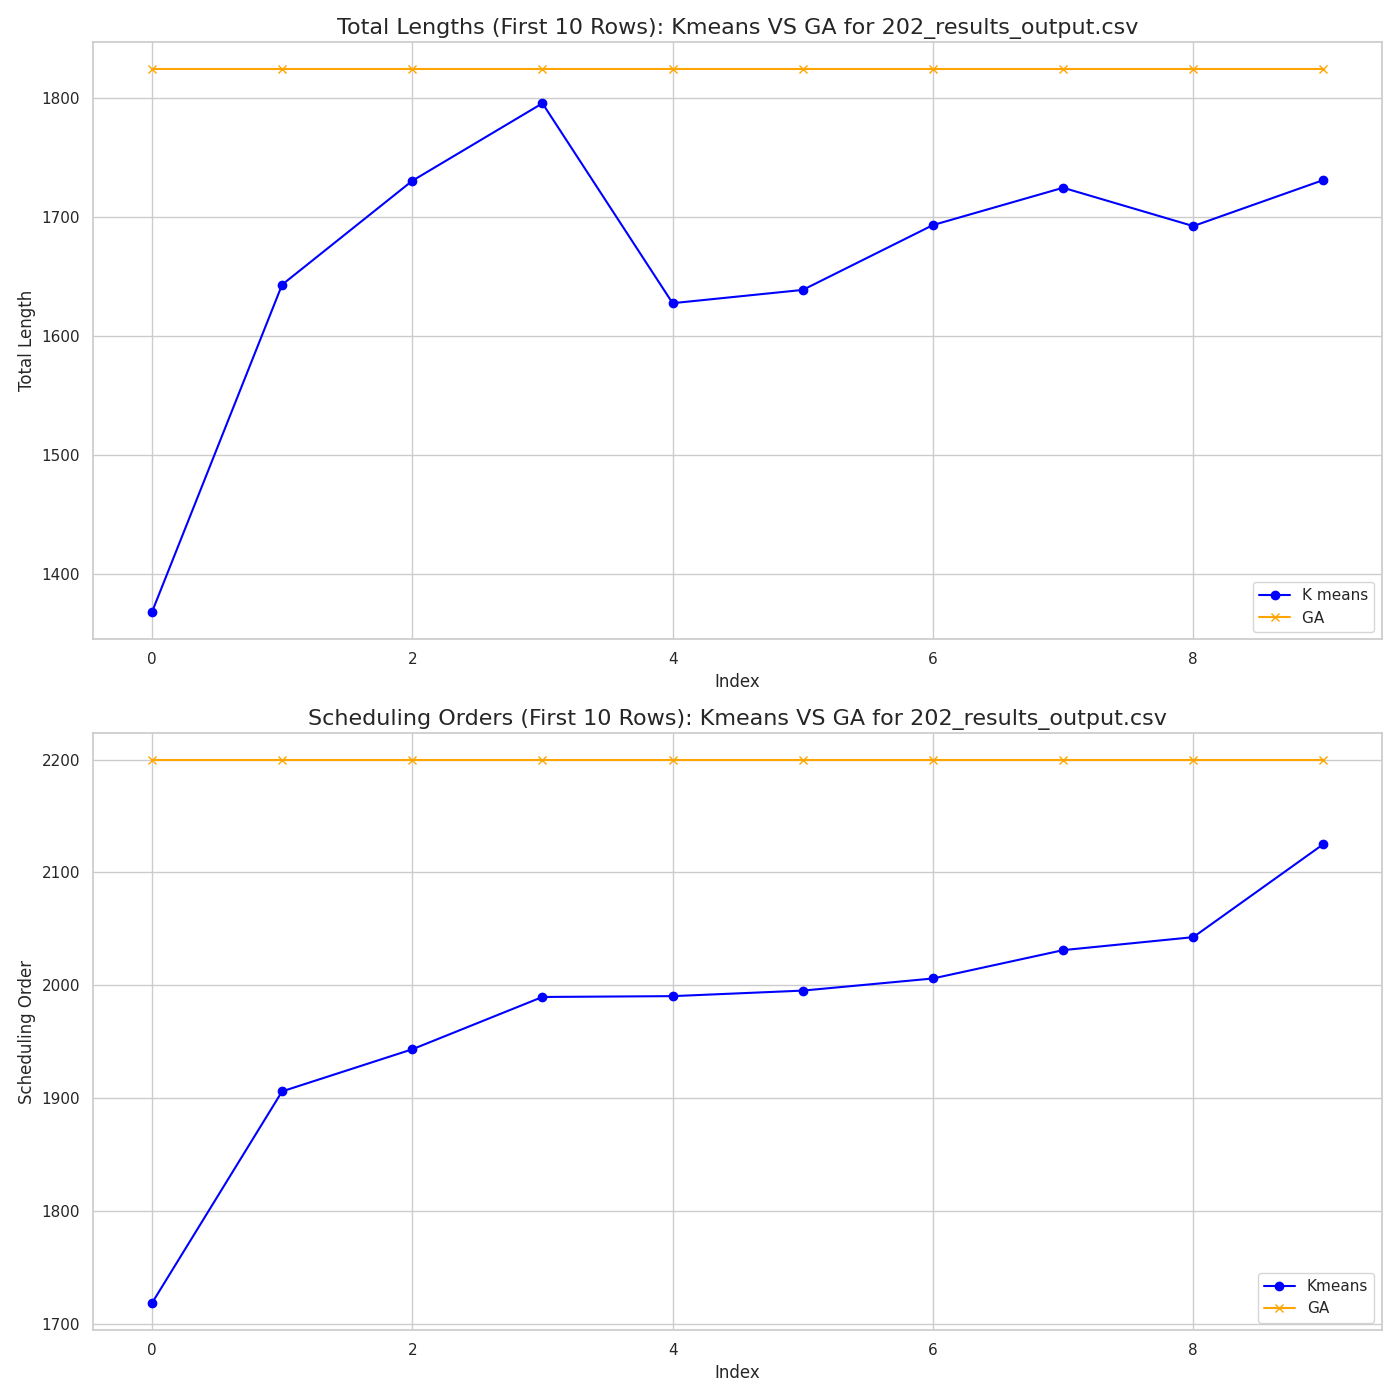 Total Lengths (First 10 Rows): Kmeans VS GA for 202_results_output.csv
Total Length
1800
1700
1600
1500
1400
K means
GA
0 2 4 6 8
Index
Scheduling Orders (First 10 Rows): Kmeans VS GA for 202_results_output.csv
Scheduling Order
2200
2100
2000
1900
1800
1700
Kmeans
GA
0 2 4 6 8
Index